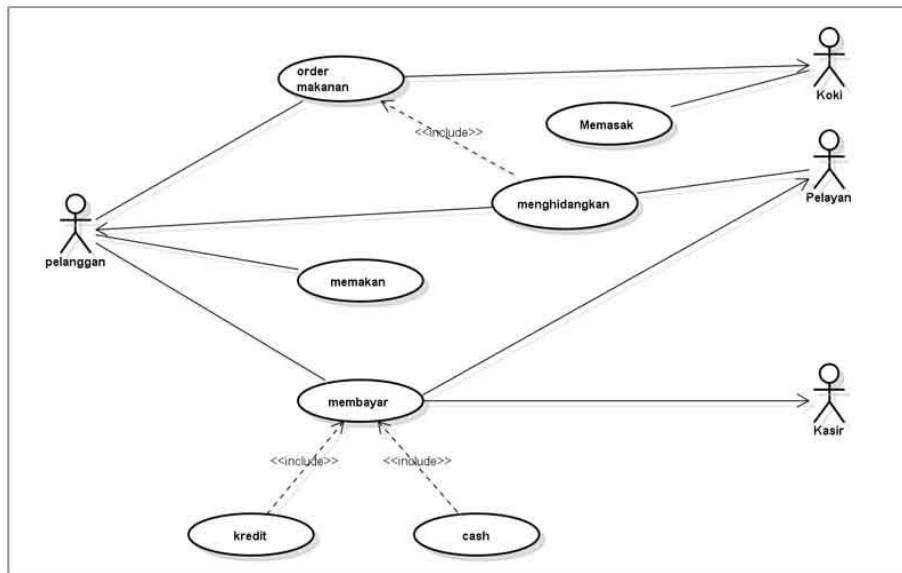 order
makanan
Koki
Memasak
<<include>>
Pelayan
menghidangkan
pelanggan
memakan
membayar
Kasir
<<include>>
<<include>>
kredit
cash